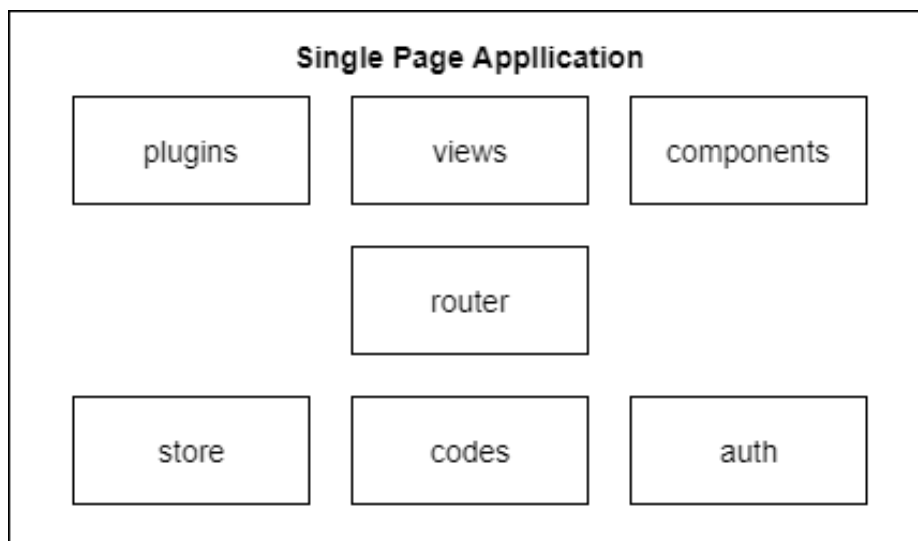 Single Page Appllication
plugins
views
components
router
store
codes
auth